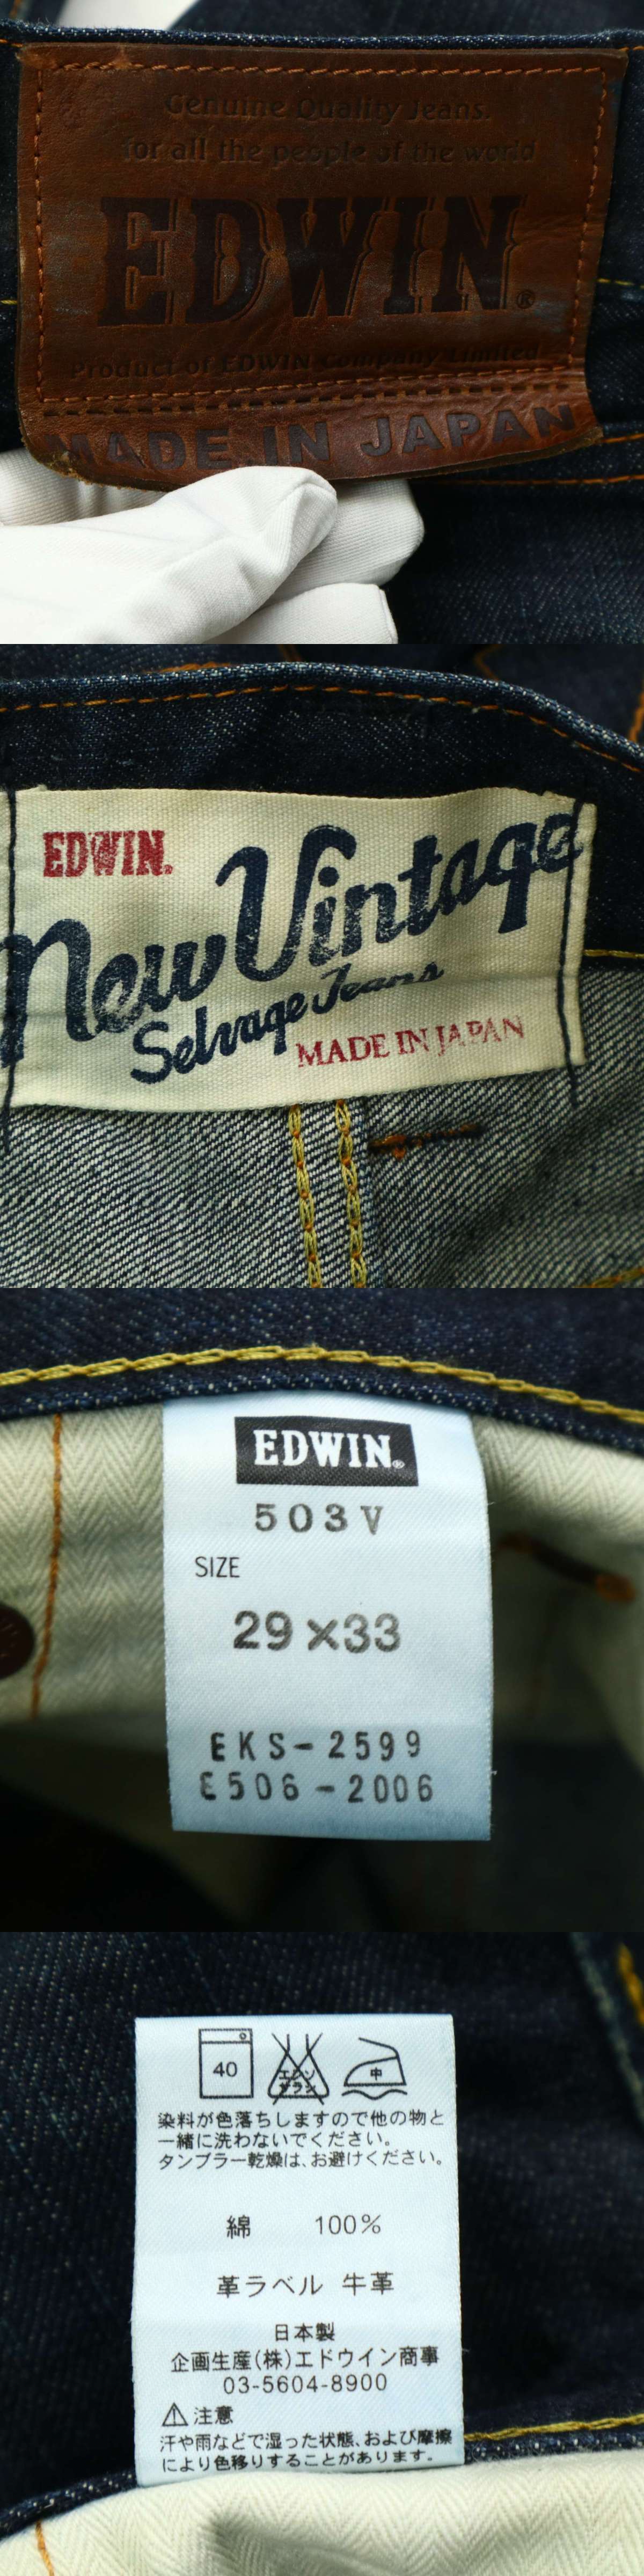 Genuine Quality Jeans.
for all the people of the world
EDWIN®
Product of EDWIN Company Limited
MADE IN JAPAN
EDWIN.
New Vintage
Selvage Jeans
MADE IN JAPAN
EDWIN®
503V
SIZE
29×33
EKS-2599
E506-2006
40
エンソ
サラシ
中
染料が色落ちしますので他の物と
一緒に洗わないでください。
タンブラー乾燥は、お避けください。
綿 100%
革ラベル 牛革
日本製
企画生産(株)エドウイン商事
03-5604-8900
⚠注意
汗や雨などで湿った状態、および摩擦
により色移りすることがあります。